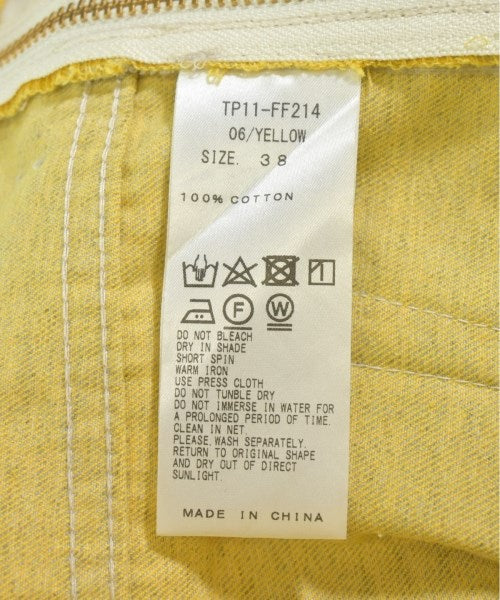 TP11-FF214
06/YELLOW
SIZE. 38
100% COTTON
F W
DO NOT BLEACH
DRY IN SHADE
SHORT SPIN
WARM IRON
USE PRESS CLOTH
DO NOT TUMBLE DRY
DO NOT IMMERSE IN WATER FOR
A PROLONGED PERIOD OF TIME.
CLEAN IN NET.
PLEASE.WASH SEPARATELY.
RETURN TO ORIGINAL SHAPE
AND DRY OUT OF DIRECT
SUNLIGHT.
MADE IN CHINA